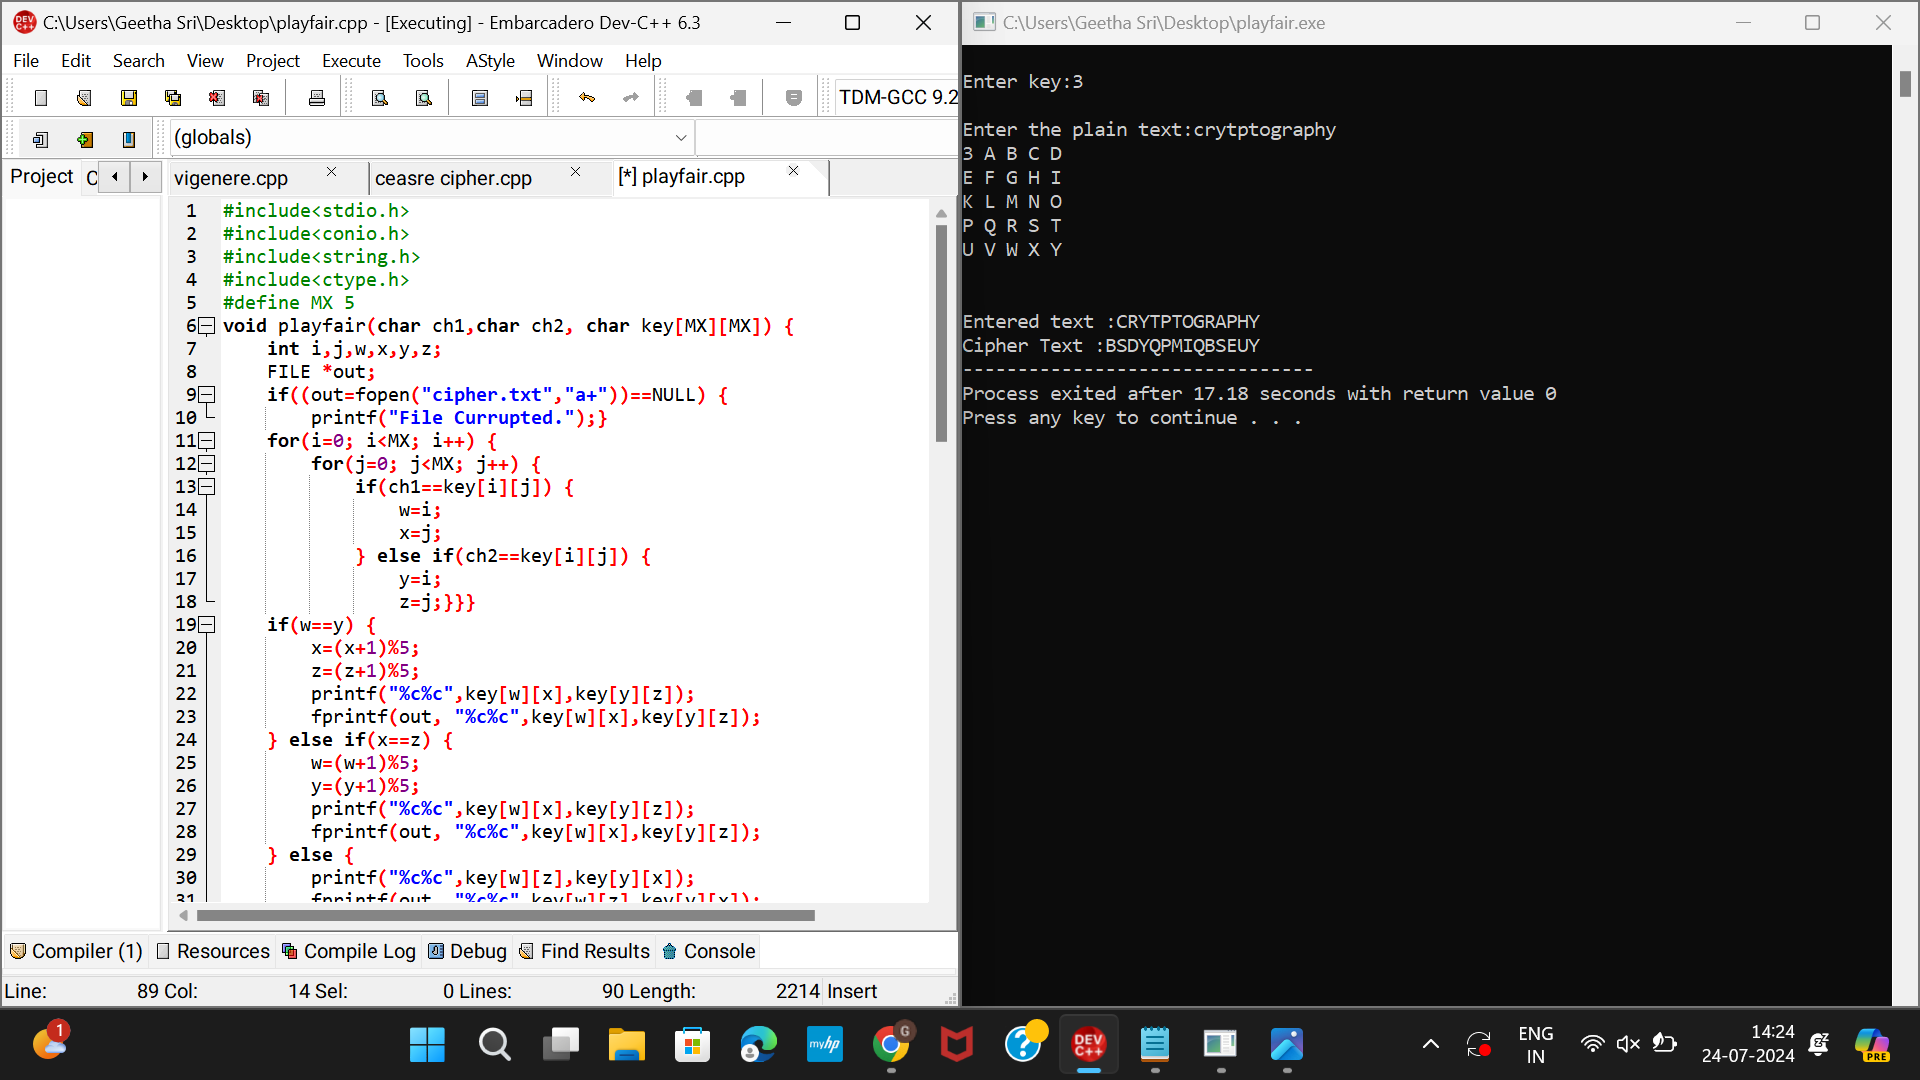 C:\Users\Geetha Sri\Desktop\playfair.cpp - [Executing] - Embarcadero Dev-C++ 6.3
File Edit Search View Project Execute Tools AStyle Window Help
TDM-GCC 9.2
(globals)
Project C
vigenere.cpp ceasre cipher.cpp [*] playfair.cpp
1 #include<stdio.h>
2 #include<conio.h>
3 #include<string.h>
4 #include<ctype.h>
5 #define MX 5
6 void playfair(char ch1,char ch2, char key[MX][MX]) {
7 int i,j,w,x,y,z;
8 FILE *out;
9 if((out=fopen("cipher.txt","a+"))==NULL) {
10 printf("File Currupted.");}
11 for(i=0; i<MX; i++) {
12 for(j=0; j<MX; j++) {
13 if(ch1==key[i][j]) {
14 w=i;
15 x=j;
16 } else if(ch2==key[i][j]) {
17 y=i;
18 z=j;}}}
19 if(w==y) {
20 x=(x+1)%5;
21 z=(z+1)%5;
22 printf("%c%c",key[w][x],key[y][z]);
23 fprintf(out, "%c%c",key[w][x],key[y][z]);
24 } else if(x==z) {
25 w=(w+1)%5;
26 y=(y+1)%5;
27 printf("%c%c",key[w][x],key[y][z]);
28 fprintf(out, "%c%c",key[w][x],key[y][z]);
29 } else {
30 printf("%c%c",key[w][z],key[y][x]);
31 fprintf(out, "%c%c",key[w][z],key[y][x]);
Compiler (1) Resources Compile Log Debug Find Results Console
Line: 89 Col: 14 Sel: 0 Lines: 90 Length: 2214 Insert
C:\Users\Geetha Sri\Desktop\playfair.exe
Enter key:3
Enter the plain text:crytptography
3 A B C D
E F G H I
K L M N O
P Q R S T
U V W X Y
Entered text :CRYTPTOGRAPHY
Cipher Text :BSDYQPMIQBSEUY
--------------------------------
Process exited after 17.18 seconds with return value 0
Press any key to continue . . .
1
myhp
G
DEV C++
ENG
IN
14:24
24-07-2024
PRE